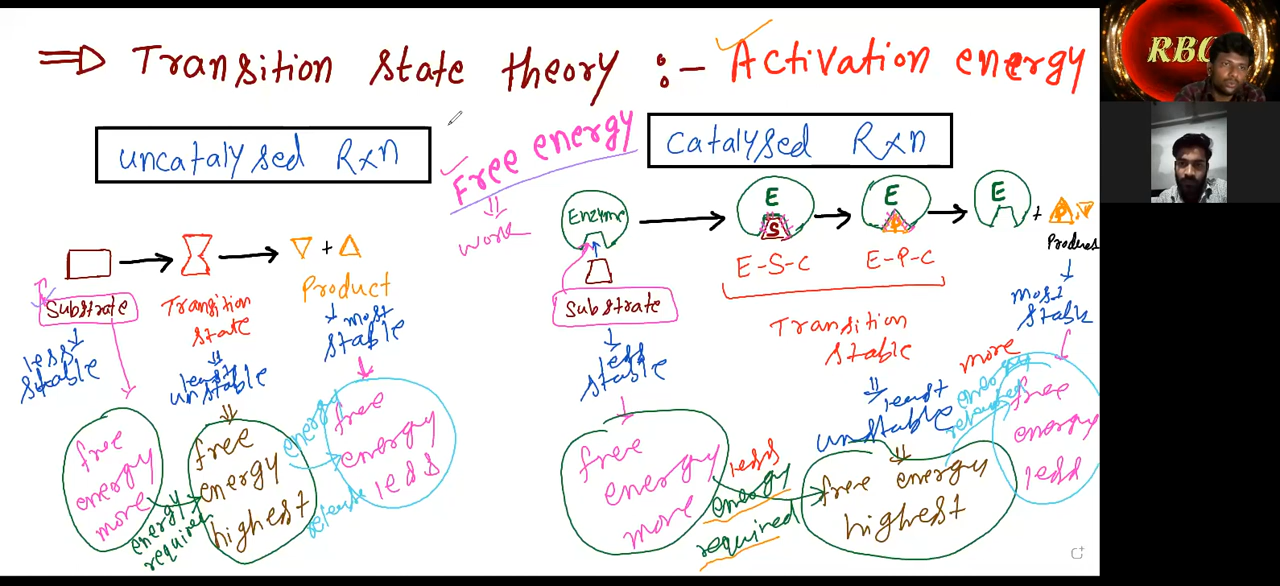 ⇒ Transition state theory :- Activation energy
uncatalysed Rxn
Free energy
work
catalysed Rxn
Substrate
less
stable
free
energy
more
energy
required
Transition
state
least
unstable
free
energy
highest
energy
release
Product
most
stable
free
energy
less
Enzyme
Substrate
less
stable
free
energy
more
less
energy
required
E
S
E-S-C
E
P
E-P-C
Transition
stable
least
unstable
free energy
highest
more
energy
released
E
+
P
Produces
most
stable
free
energy
less
RBC